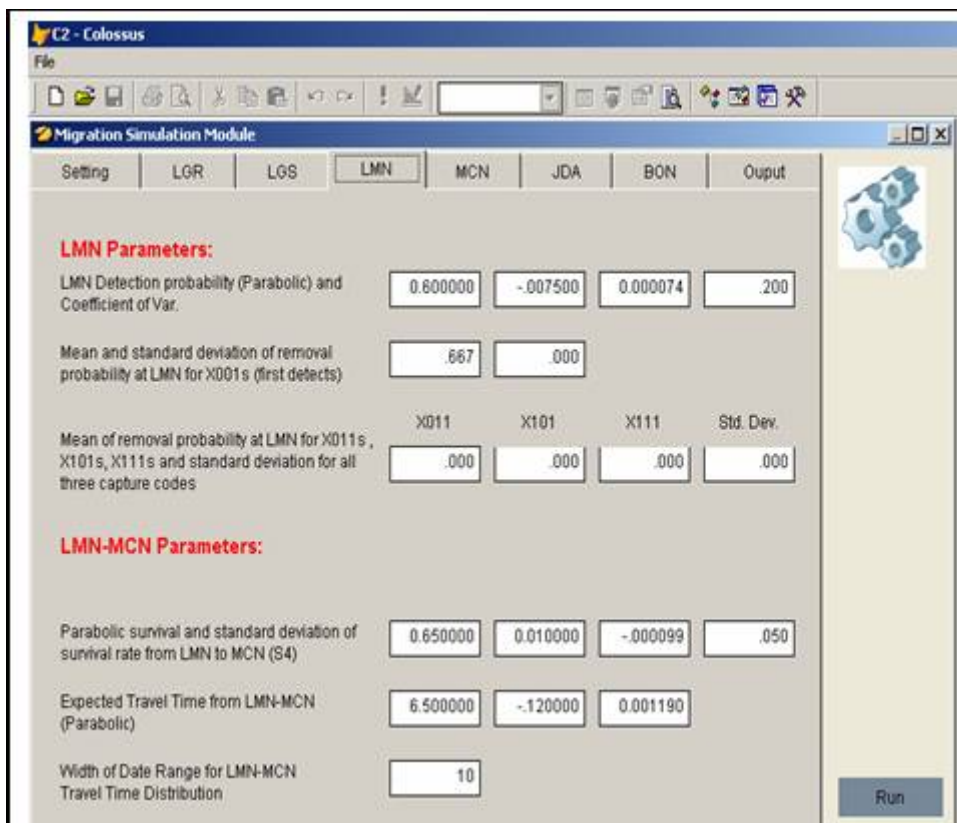 C2 - Colossus
File
Migration Simulation Module
Setting LGR LGS LMN MCN JDA BON Ouput
LMN Parameters:
LMN Detection probability (Parabolic) and
Coefficient of Var.
0.600000 -.007500 0.000074 .200
Mean and standard deviation of removal
probability at LMN for X001s (first detects)
.667 .000
X011 X101 X111 Std. Dev.
Mean of removal probability at LMN for X011s ,
X101s, X111s and standard deviation for all
three capture codes
.000 .000 .000 .000
LMN-MCN Parameters:
Parabolic survival and standard deviation of
survival rate from LMN to MCN (S4)
0.650000 0.010000 -.000099 .050
Expected Travel Time from LMN-MCN
(Parabolic)
6.500000 -.120000 0.001190
Width of Date Range for LMN-MCN
Travel Time Distribution
10
Run